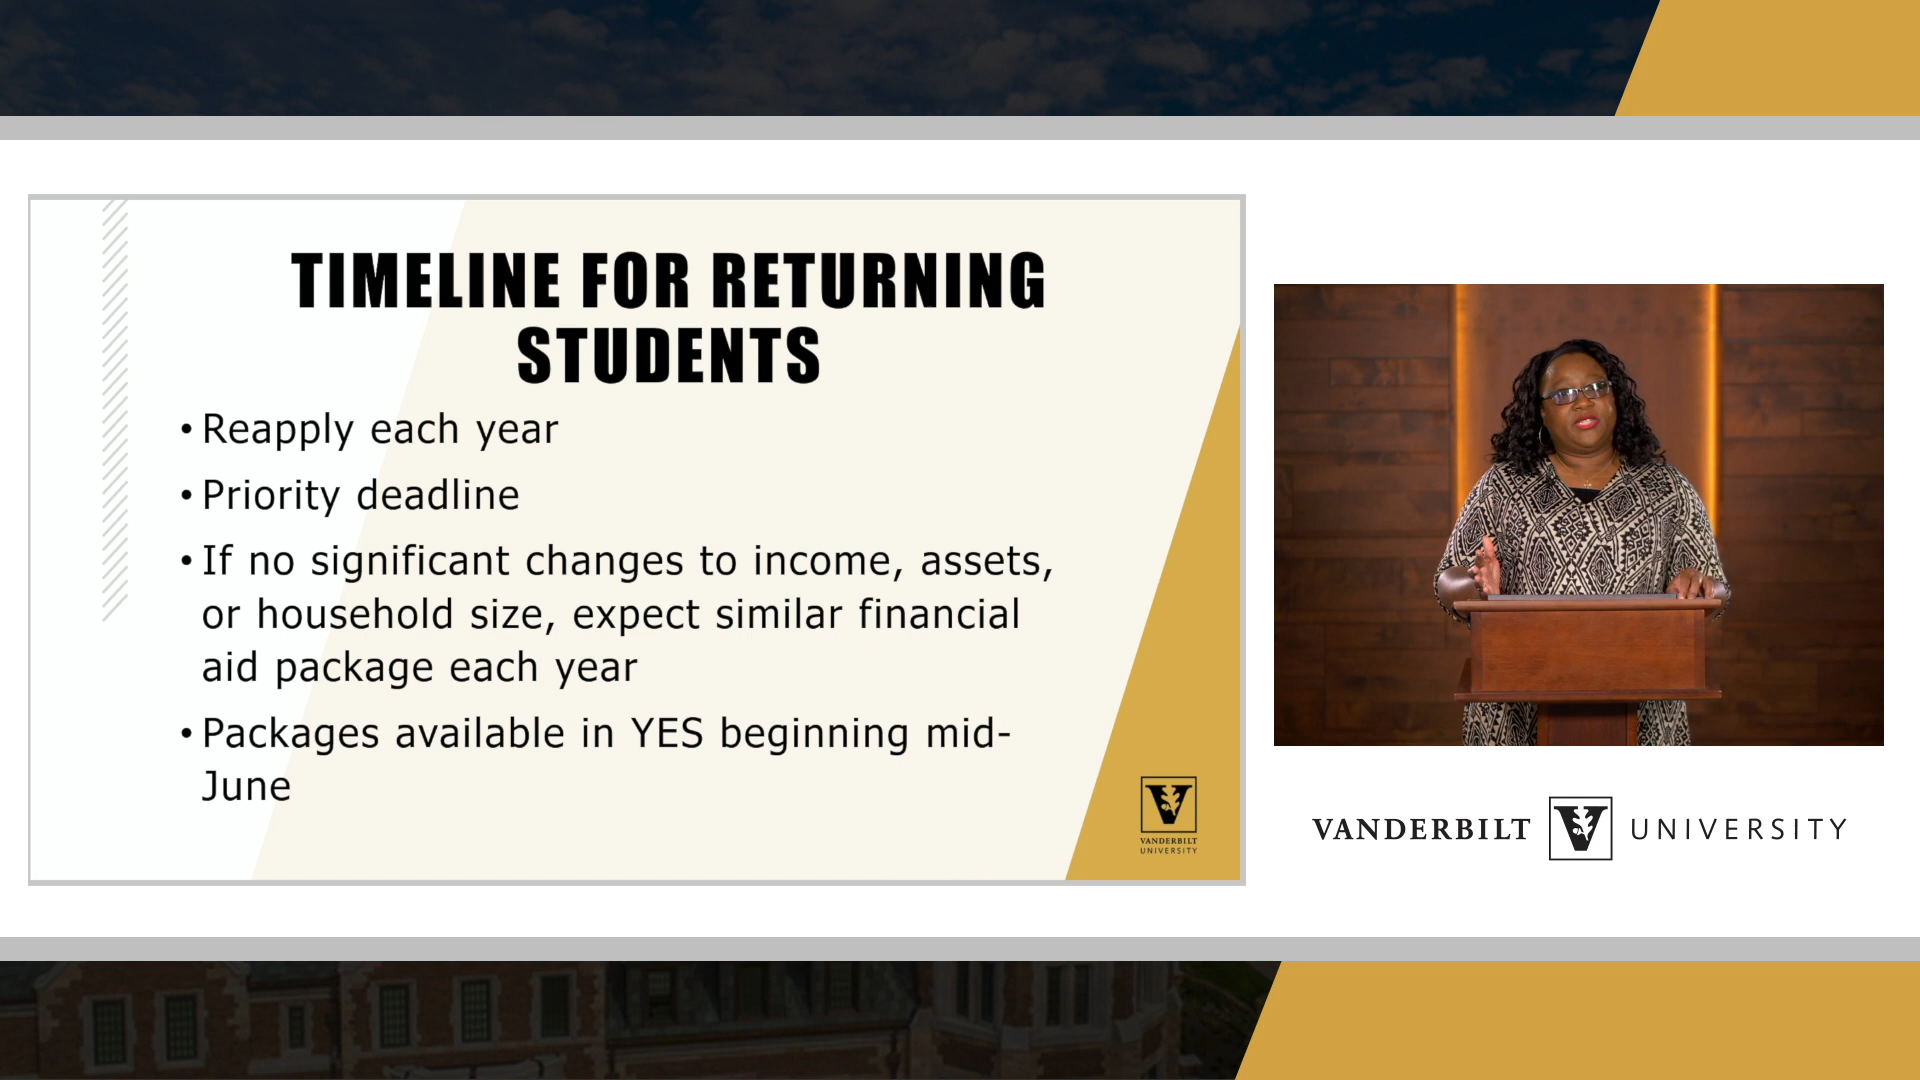 TIMELINE FOR RETURNING
STUDENTS
• Reapply each year
• Priority deadline
• If no significant changes to income, assets,
or household size, expect similar financial
aid package each year
• Packages available in YES beginning mid-
June
V
VANDERBILT
UNIVERSITY
VANDERBILT V UNIVERSITY